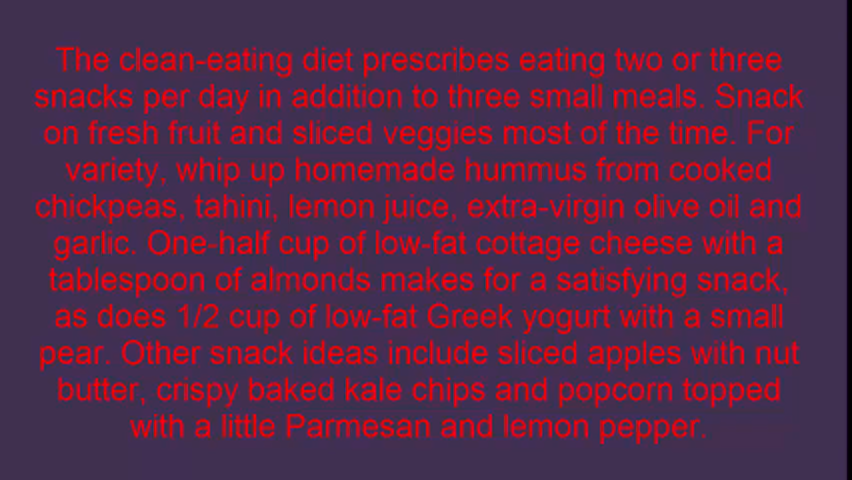 The clean-eating diet prescribes eating two or three
snacks per day in addition to three small meals. Snack
on fresh fruit and sliced veggies most of the time. For
variety, whip up homemade hummus from cooked
chickpeas, tahini, lemon juice, extra-virgin olive oil and
garlic. One-half cup of low-fat cottage cheese with a
tablespoon of almonds makes for a satisfying snack,
as does 1/2 cup of low-fat Greek yogurt with a small
pear. Other snack ideas include sliced apples with nut
butter, crispy baked kale chips and popcorn topped
with a little Parmesan and lemon pepper.